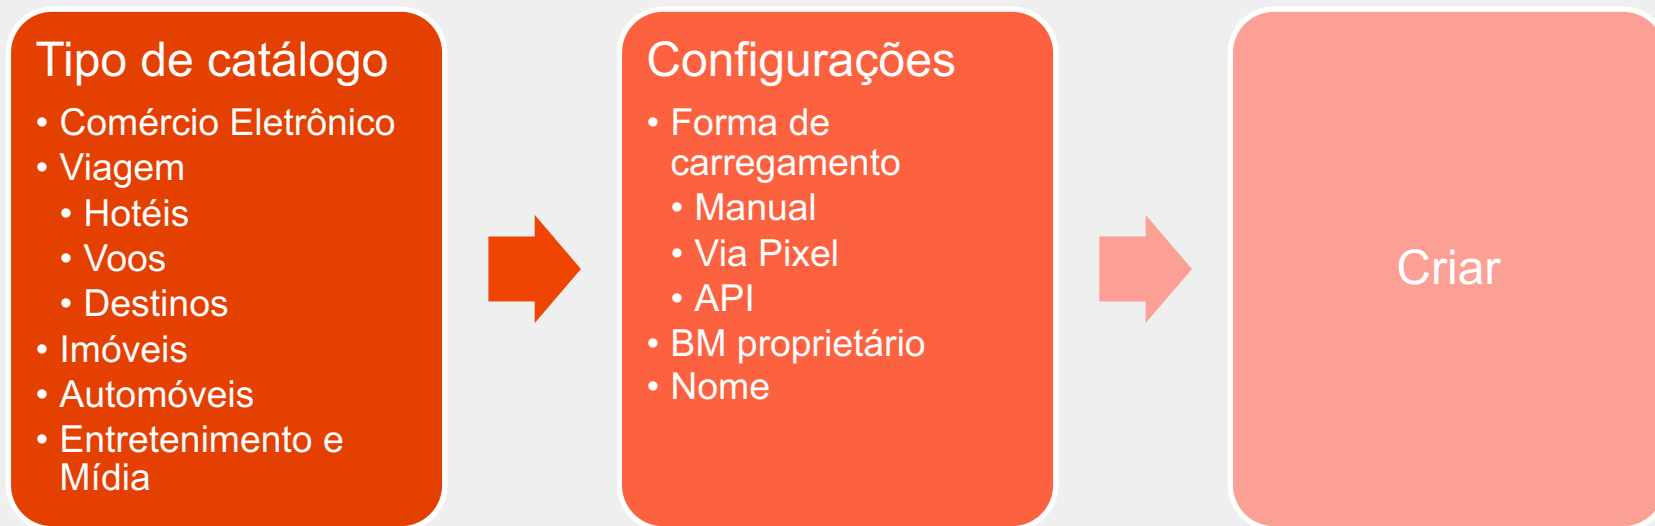 Tipo de catálogo
• Comércio Eletrônico
• Viagem
• Hotéis
• Voos
• Destinos
• Imóveis
• Automóveis
• Entretenimento e
Mídia
Configurações
• Forma de
carregamento
• Manual
• Via Pixel
• API
• BM proprietário
• Nome
Criar